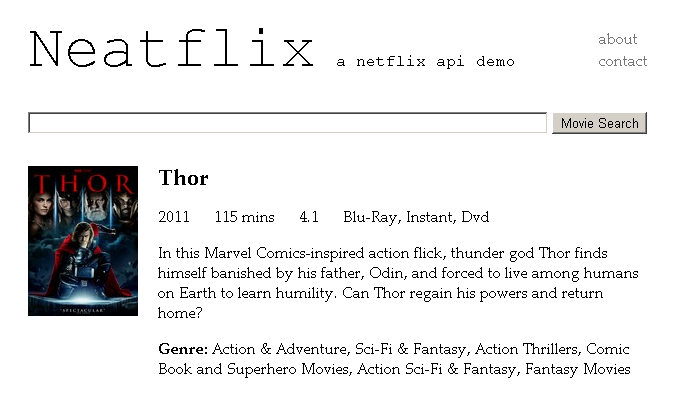 Neatflix a netflix api demo
about
contact
Movie Search
THOR
SPECTACULAR
Thor
2011 115 mins 4.1 Blu-Ray, Instant, Dvd
In this Marvel Comics-inspired action flick, thunder god Thor finds
himself banished by his father, Odin, and forced to live among humans
on Earth to learn humility. Can Thor regain his powers and return
home?
Genre: Action & Adventure, Sci-Fi & Fantasy, Action Thrillers, Comic
Book and Superhero Movies, Action Sci-Fi & Fantasy, Fantasy Movies